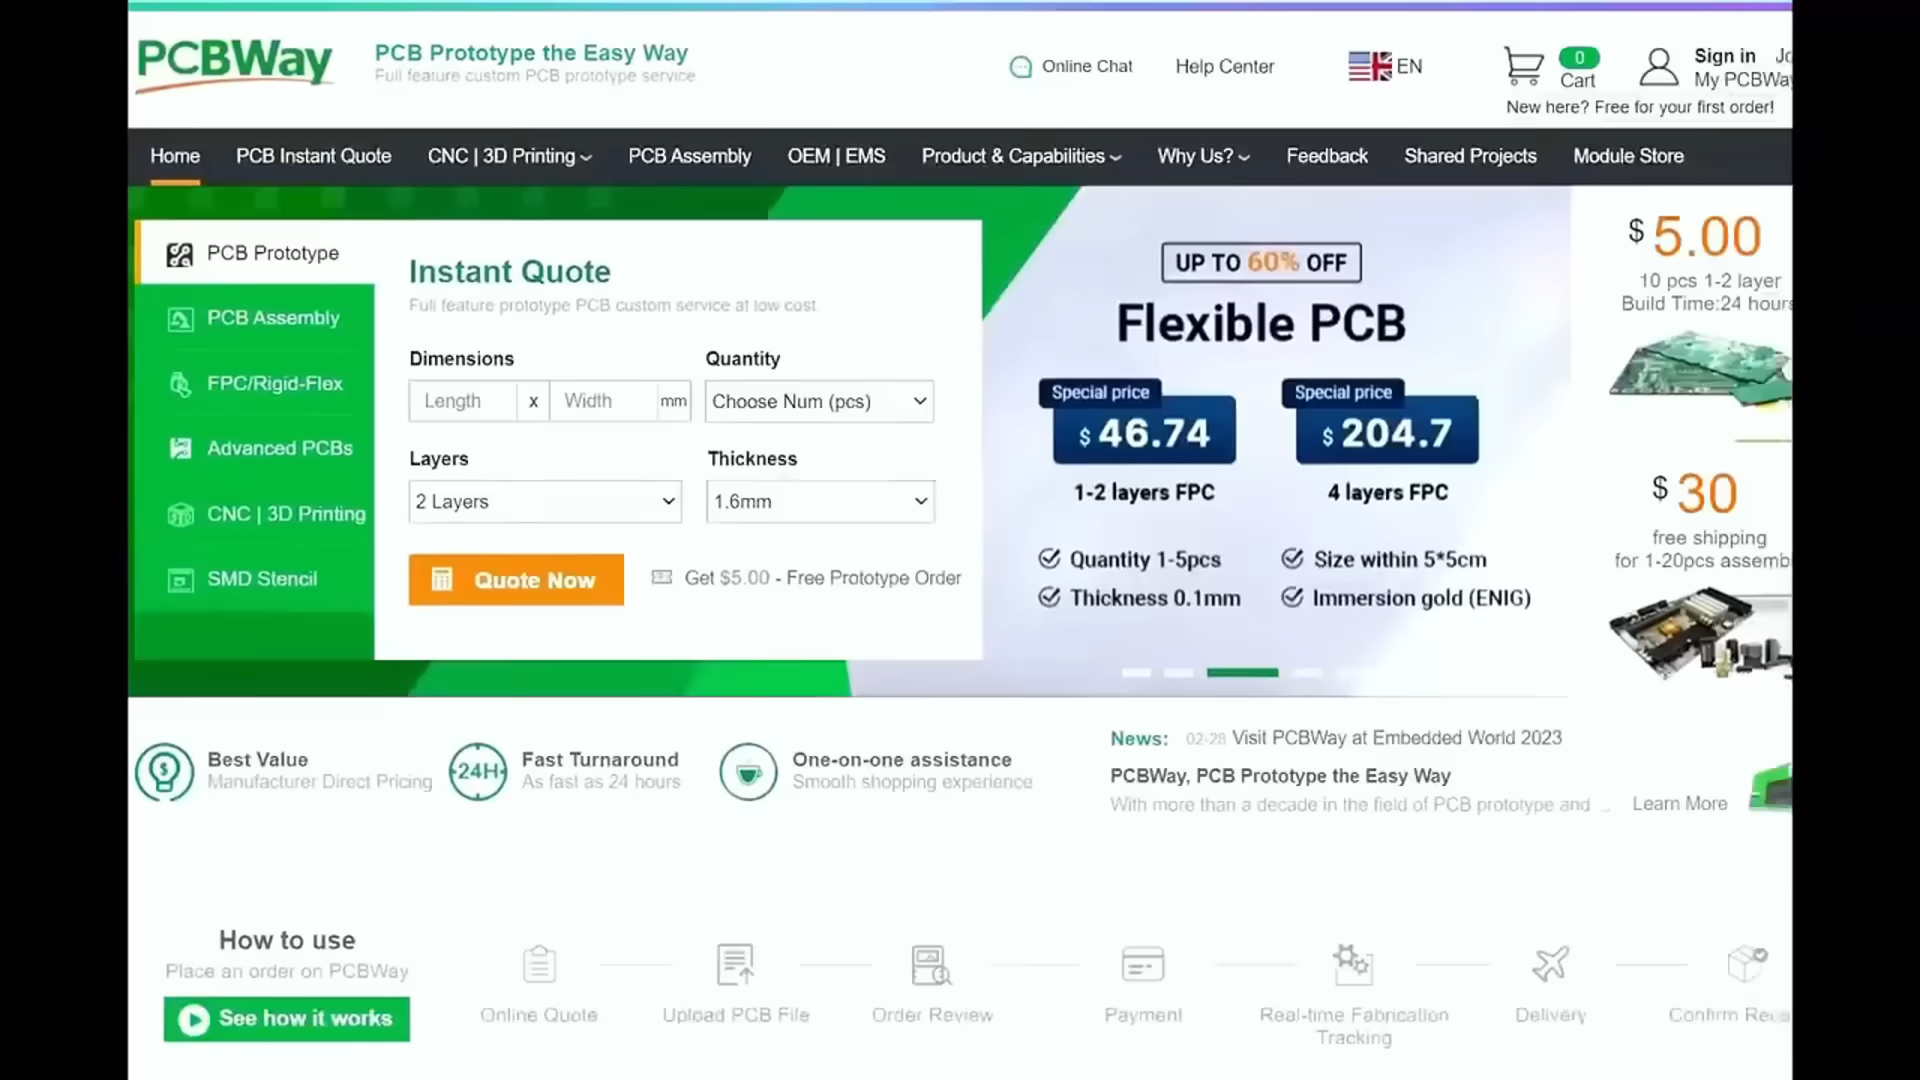 PCBWay
PCB Prototype the Easy Way
Full feature custom PCB prototype service
Online Chat
Help Center
EN
0
Cart
Sign in
My PCBWay
New here? Free for your first order!
Home
PCB Instant Quote
CNC | 3D Printing
PCB Assembly
OEM | EMS
Product & Capabilities
Why Us?
Feedback
Shared Projects
Module Store
PCB Prototype
PCB Assembly
FPC/Rigid-Flex
Advanced PCBs
CNC | 3D Printing
SMD Stencil
Instant Quote
Full feature prototype PCB custom service at low cost.
Dimensions
Quantity
Length x Width mm
Choose Num (pcs)
Layers
Thickness
2 Layers
1.6mm
Quote Now
Get $5.00 - Free Prototype Order
UP TO 60% OFF
Flexible PCB
Special price
$ 46.74
1-2 layers FPC
Special price
$ 204.7
4 layers FPC
Quantity 1-5pcs
Size within 5*5cm
Thickness 0.1mm
Immersion gold (ENIG)
$ 5.00
10 pcs 1-2 layer
Build Time:24 hours
$ 30
free shipping
for 1-20pcs assemb
Best Value
Manufacturer Direct Pricing
24H
Fast Turnaround
As fast as 24 hours
One-on-one assistance
Smooth shopping experience
News: 02-28 Visit PCBWay at Embedded World 2023
PCBWay, PCB Prototype the Easy Way
With more than a decade in the field of PCB prototype and ...
Learn More
How to use
Place an order on PCBWay
See how it works
Online Quote
Upload PCB File
Order Review
Payment
Real-time Fabrication
Tracking
Delivery
Confirm